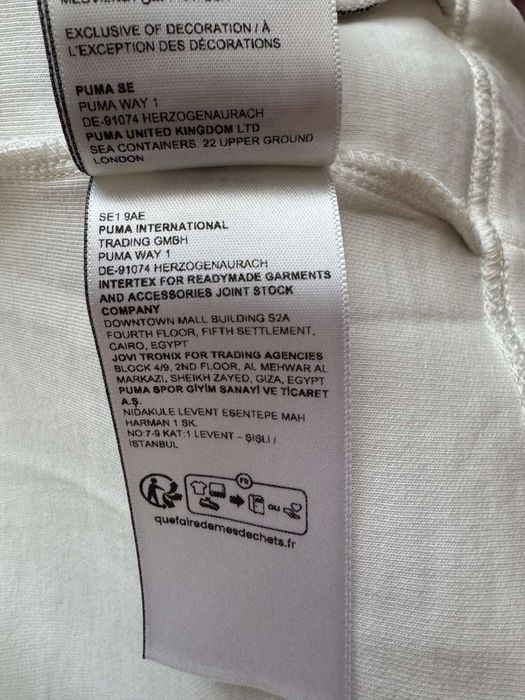 EXCLUSIVE OF DECORATION / À
L'EXCEPTION DES DÉCORATIONS
PUMA SE
PUMA WAY 1
DE-91074 HERZOGENAURACH
PUMA UNITED KINGDOM LTD
SEA CONTAINERS. 22 UPPER GROUND
LONDON
SE1 9AE
PUMA INTERNATIONAL
TRADING GMBH
PUMA WAY 1
DE-91074 HERZOGENAURACH
INTERTEX FOR READYMADE GARMENTS
AND ACCESSORIES JOINT STOCK
COMPANY
DOWNTOWN MALL BUILDING S2A
FOURTH FLOOR, FIFTH SETTLEMENT,
CAIRO, EGYPT
JOVI TRONIX FOR TRADING AGENCIES
BLOCK 4/9, 2ND FLOOR, AL MEHWAR AL
MARKAZI, SHEIKH ZAYED, GIZA, EGYPT
PUMA SPOR GİYİM SANAYİ VE TİCARET
A.Ş.
NIDAKULE LEVENT ESENTEPE MAH
HARMAN 1 SK.
NO:7-9 KAT:1 LEVENT - ŞİŞLİ /
ISTANBUL
FR
ou
quefairedemesdechets.fr